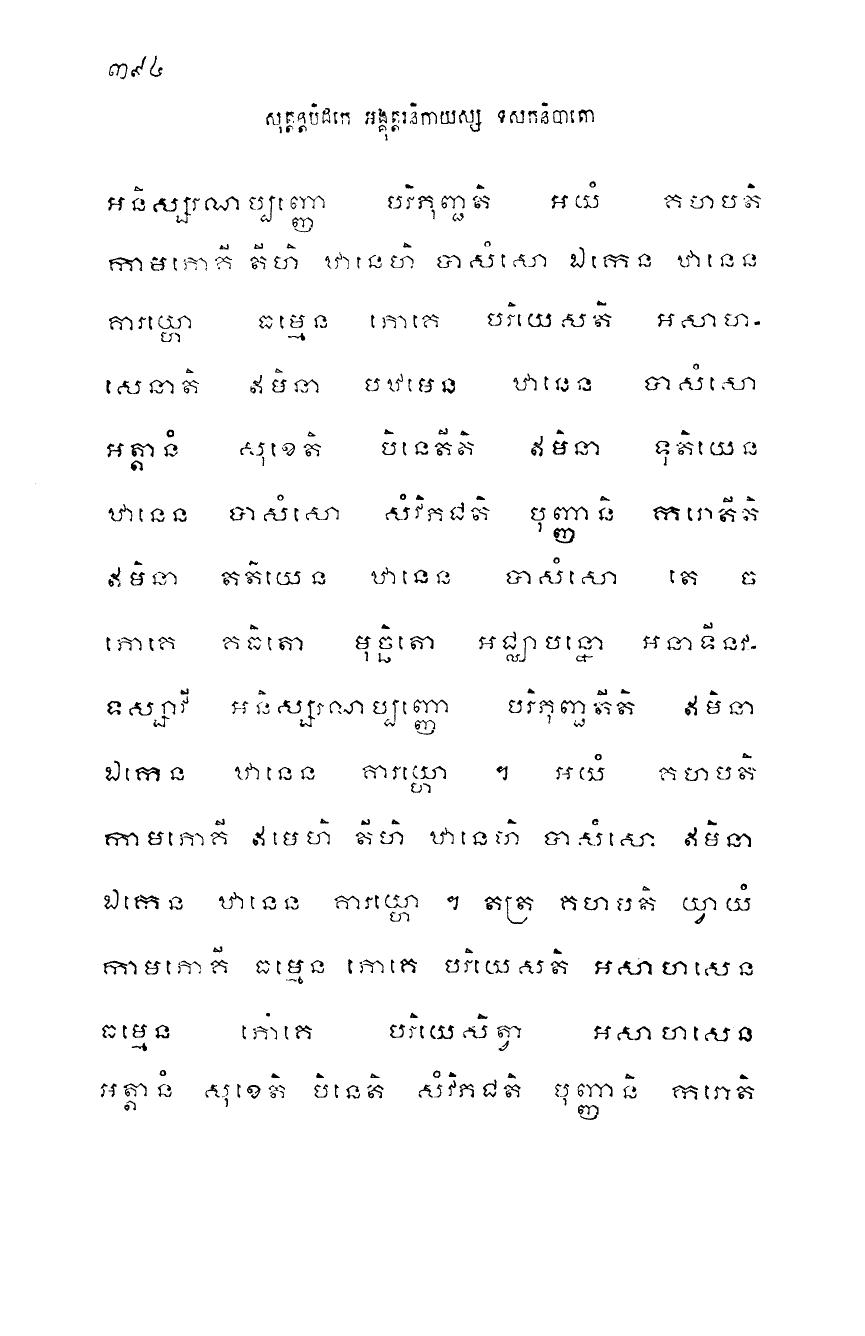 ៣៩៤
សុត្តន្តបិដកេ អង្គុត្តរនិកាយស្ស ទសកនិបាតោ
អនិស្សរណប្បញ្ញោ បរិភុញ្ជតិ អយំ គហបតិ
កាមភោគី តីហិ ឋានេហិ បាសំសោ ឯកេន ឋានេន
គារយ្ហោ ធម្មេន ភោគេ បរិយេសតិ អសាហ-
សេនាតិ ឥមិនា បឋមេន ឋានេន បាសំសោ
អត្តានំ សុខេតិ បិនេតីតិ ឥមិនា ទុតិយេន
ឋានេន បាសំសោ សំវិភជតិ បុញ្ញានិ ករោតីតិ
ឥមិនា តតិយេន ឋានេន បាសំសោ តេ ច
ភោគេ គធិតោ មុច្ឆិតោ អជ្ឈាបន្នោ អនាទីនវ-
ទស្សាវី អនិស្សរណប្បញ្ញោ បរិភុញ្ជតីតិ ឥមិនា
ឯកេន ឋានេន គារយ្ហោ ។ អយំ គហបតិ
កាមភោគី ឥមេហិ តីហិ ឋានេហិ បាសំសោ ឥមិនា
ឯកេន ឋានេន គារយ្ហោ ។ តត្រ គហបតិ យ្វាយំ
កាមភោគី ធម្មេន ភោគេ បរិយេសតិ អសាហសេន
ធម្មេន ភោគេ បរិយេសិត្វា អសាហសេន
អត្តានំ សុខេតិ បិនេតិ សំវិភជតិ បុញ្ញានិ ករោតិ